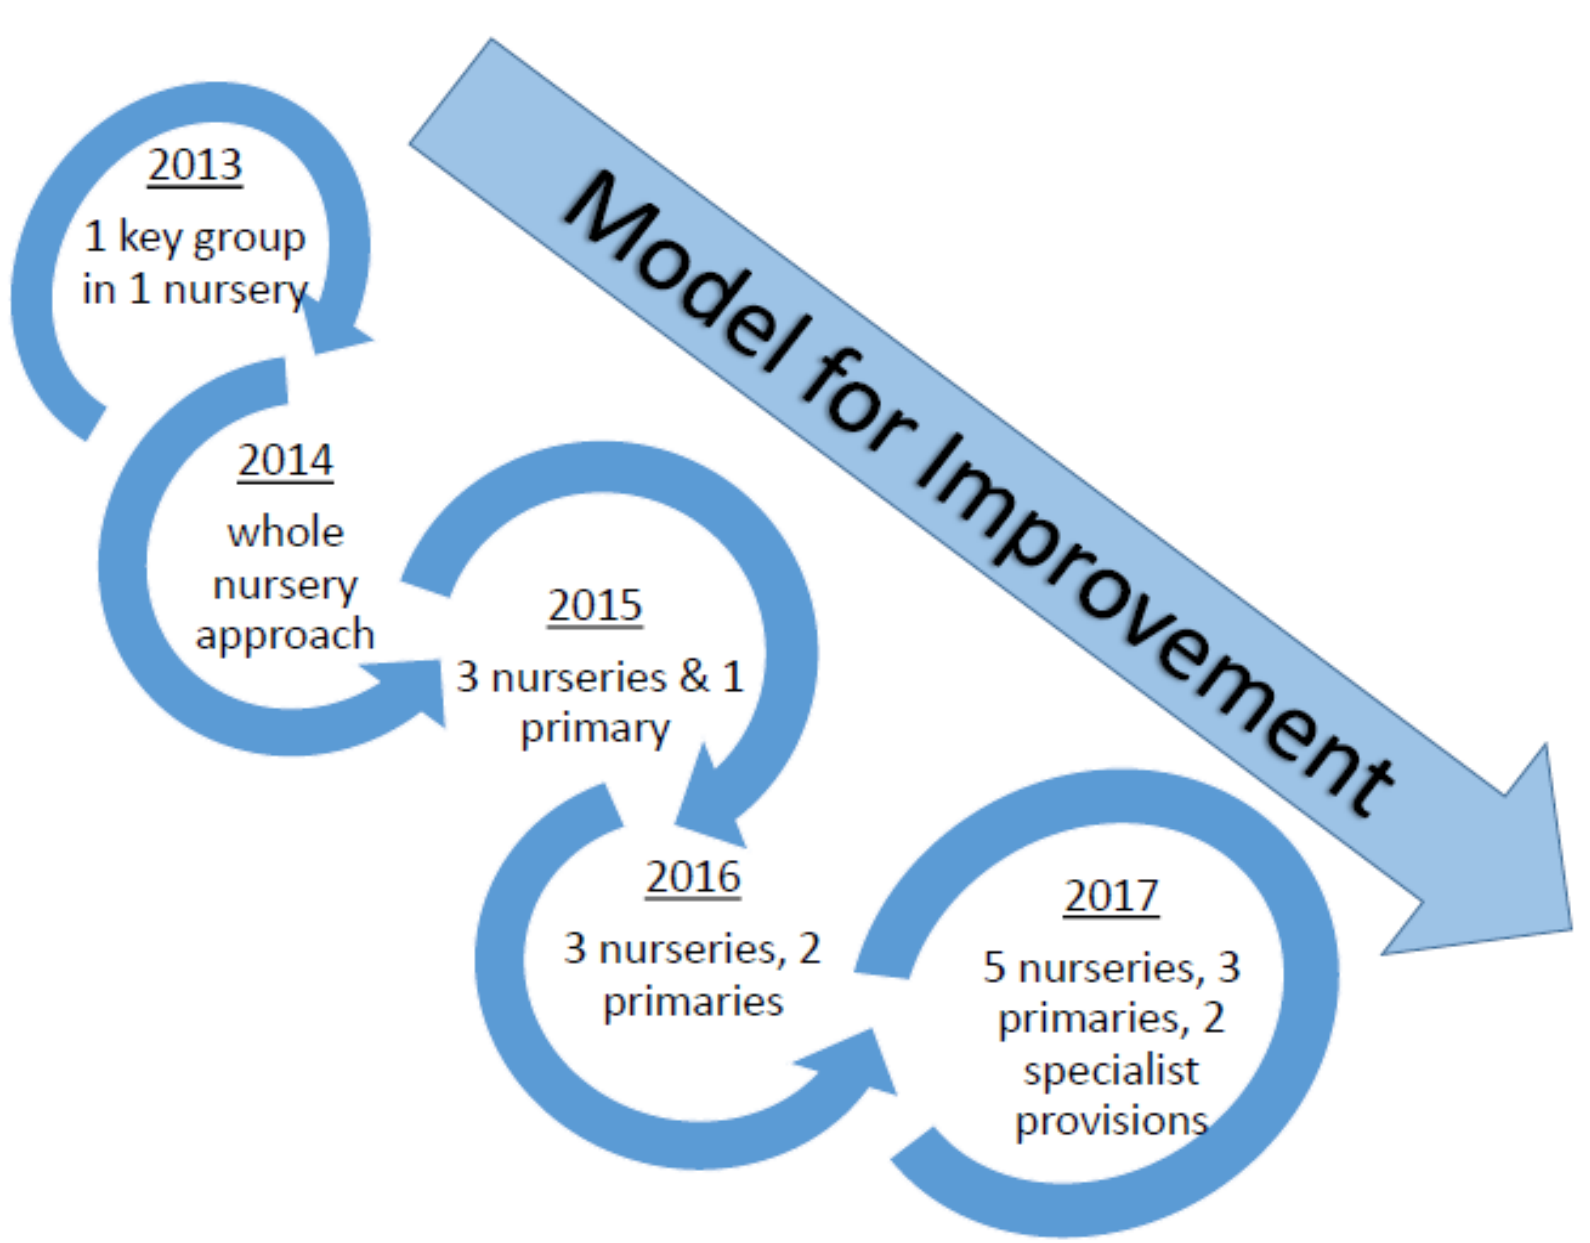 2013
1 key group
in 1 nursery
Model for Improvement
2014
whole
nursery
approach
2015
3 nurseries & 1
primary
2016
3 nurseries, 2
primaries
2017
5 nurseries, 3
primaries, 2
specialist
provisions